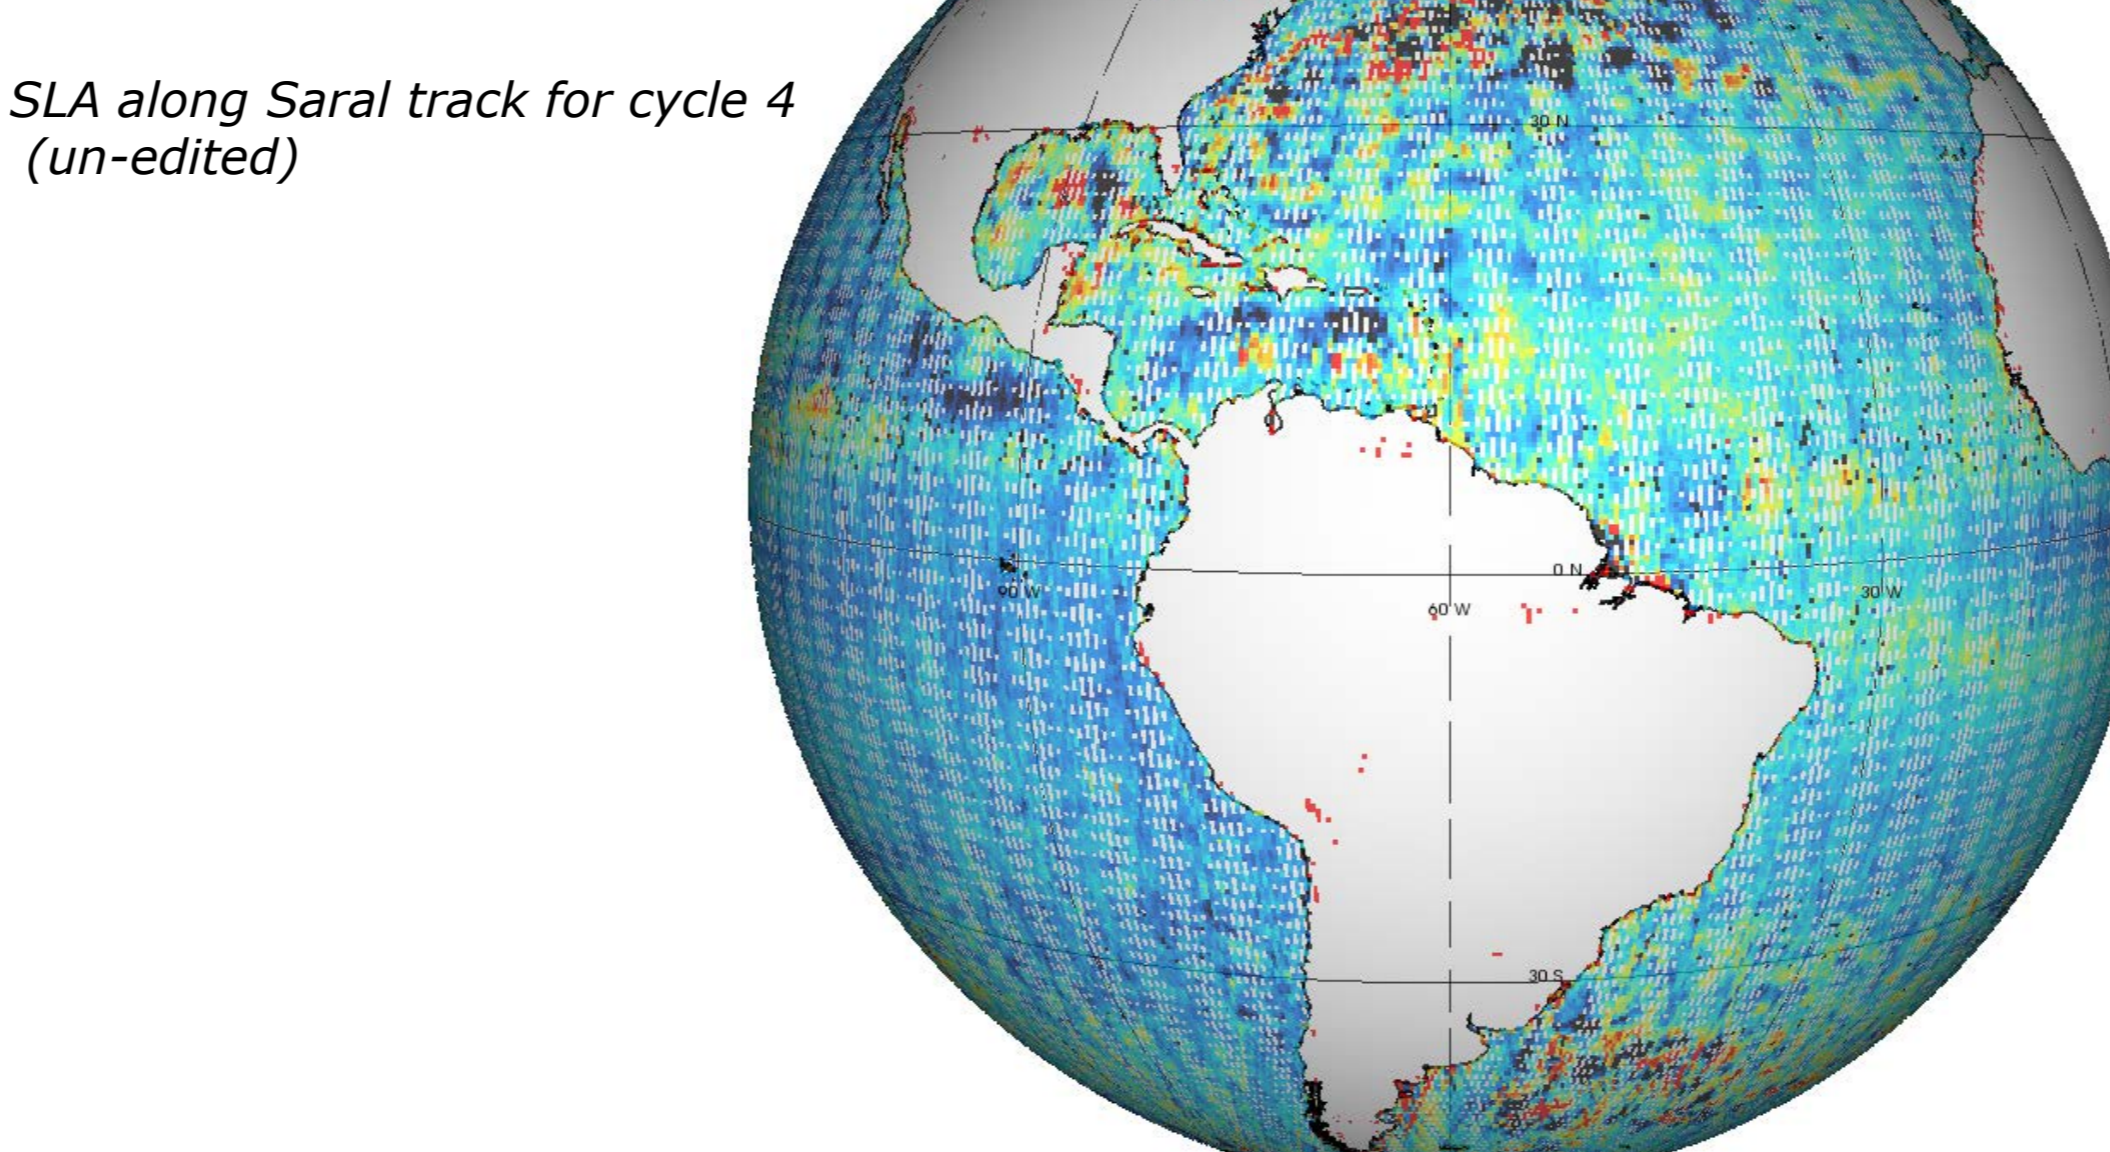 SLA along Saral track for cycle 4
(un-edited)
30 N
0 N
90 W
60 W
30 W
30 S